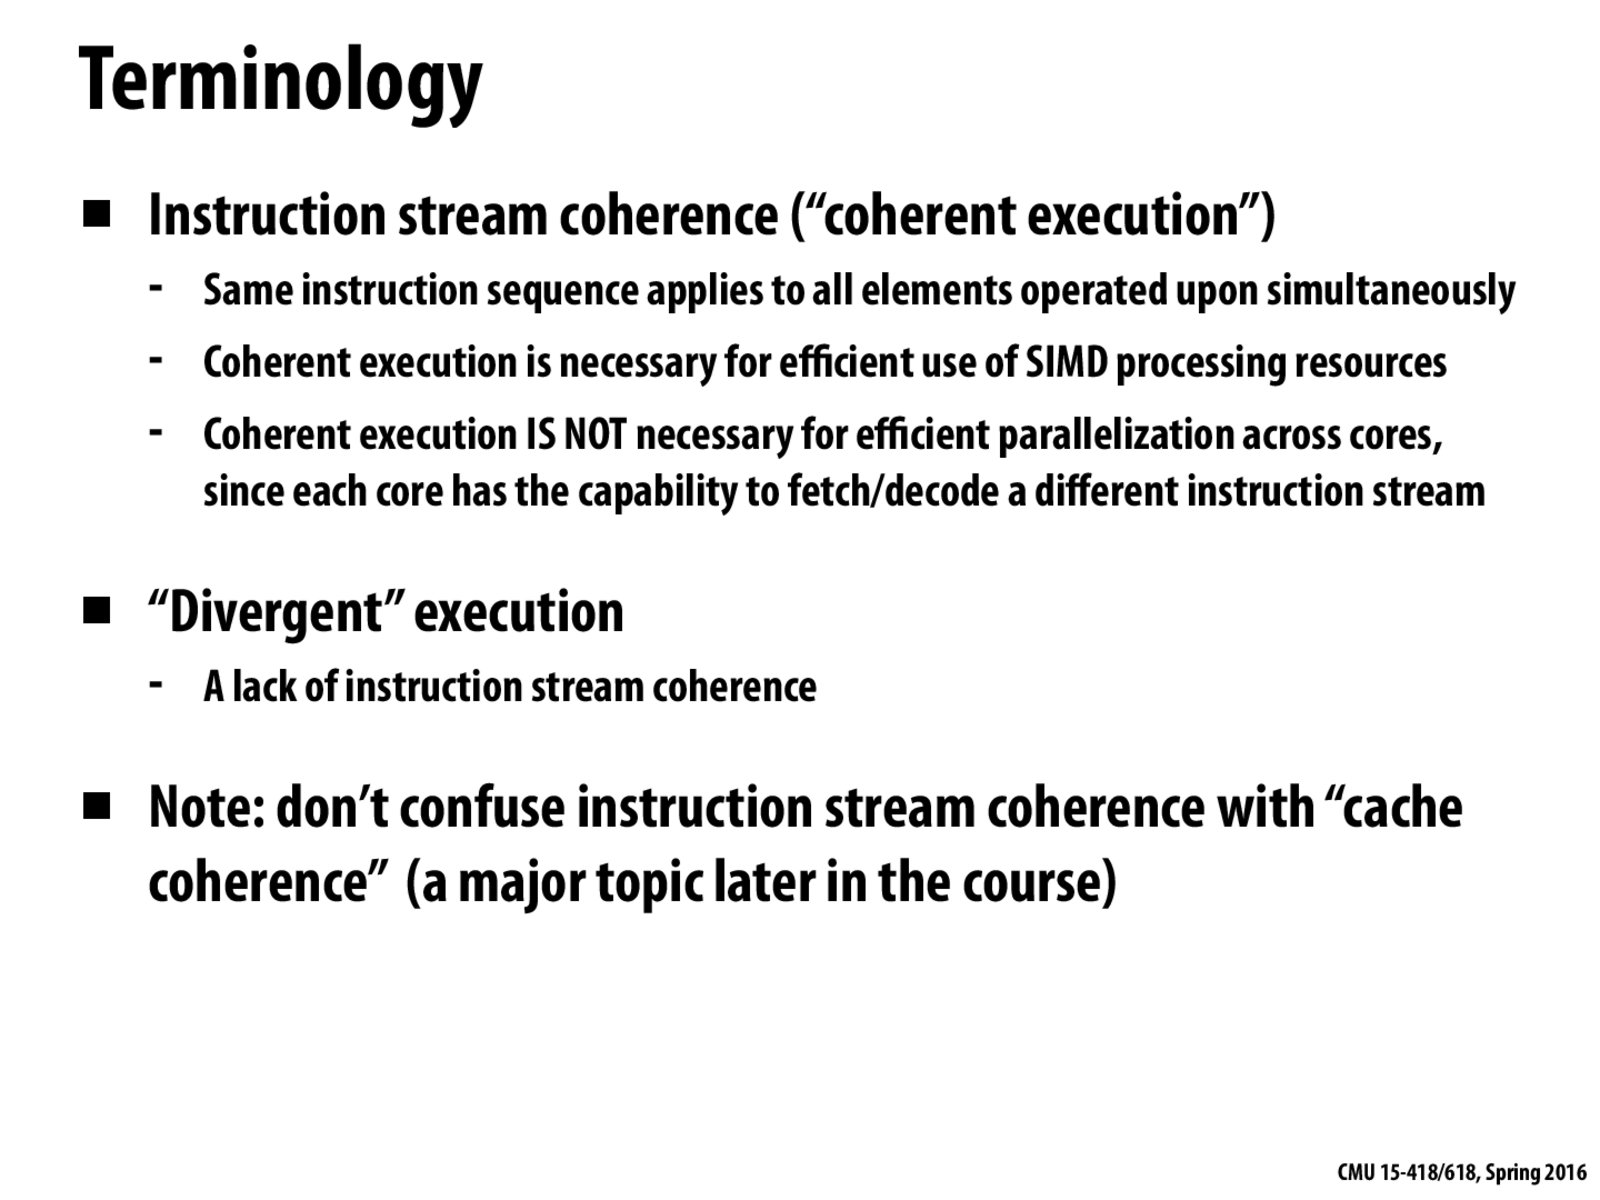 Terminology
■ Instruction stream coherence (“coherent execution”)
- Same instruction sequence applies to all elements operated upon simultaneously
- Coherent execution is necessary for efficient use of SIMD processing resources
- Coherent execution IS NOT necessary for efficient parallelization across cores,
since each core has the capability to fetch/decode a different instruction stream
■ “Divergent” execution
- A lack of instruction stream coherence
■ Note: don’t confuse instruction stream coherence with “cache
coherence” (a major topic later in the course)
CMU 15-418/618, Spring 2016